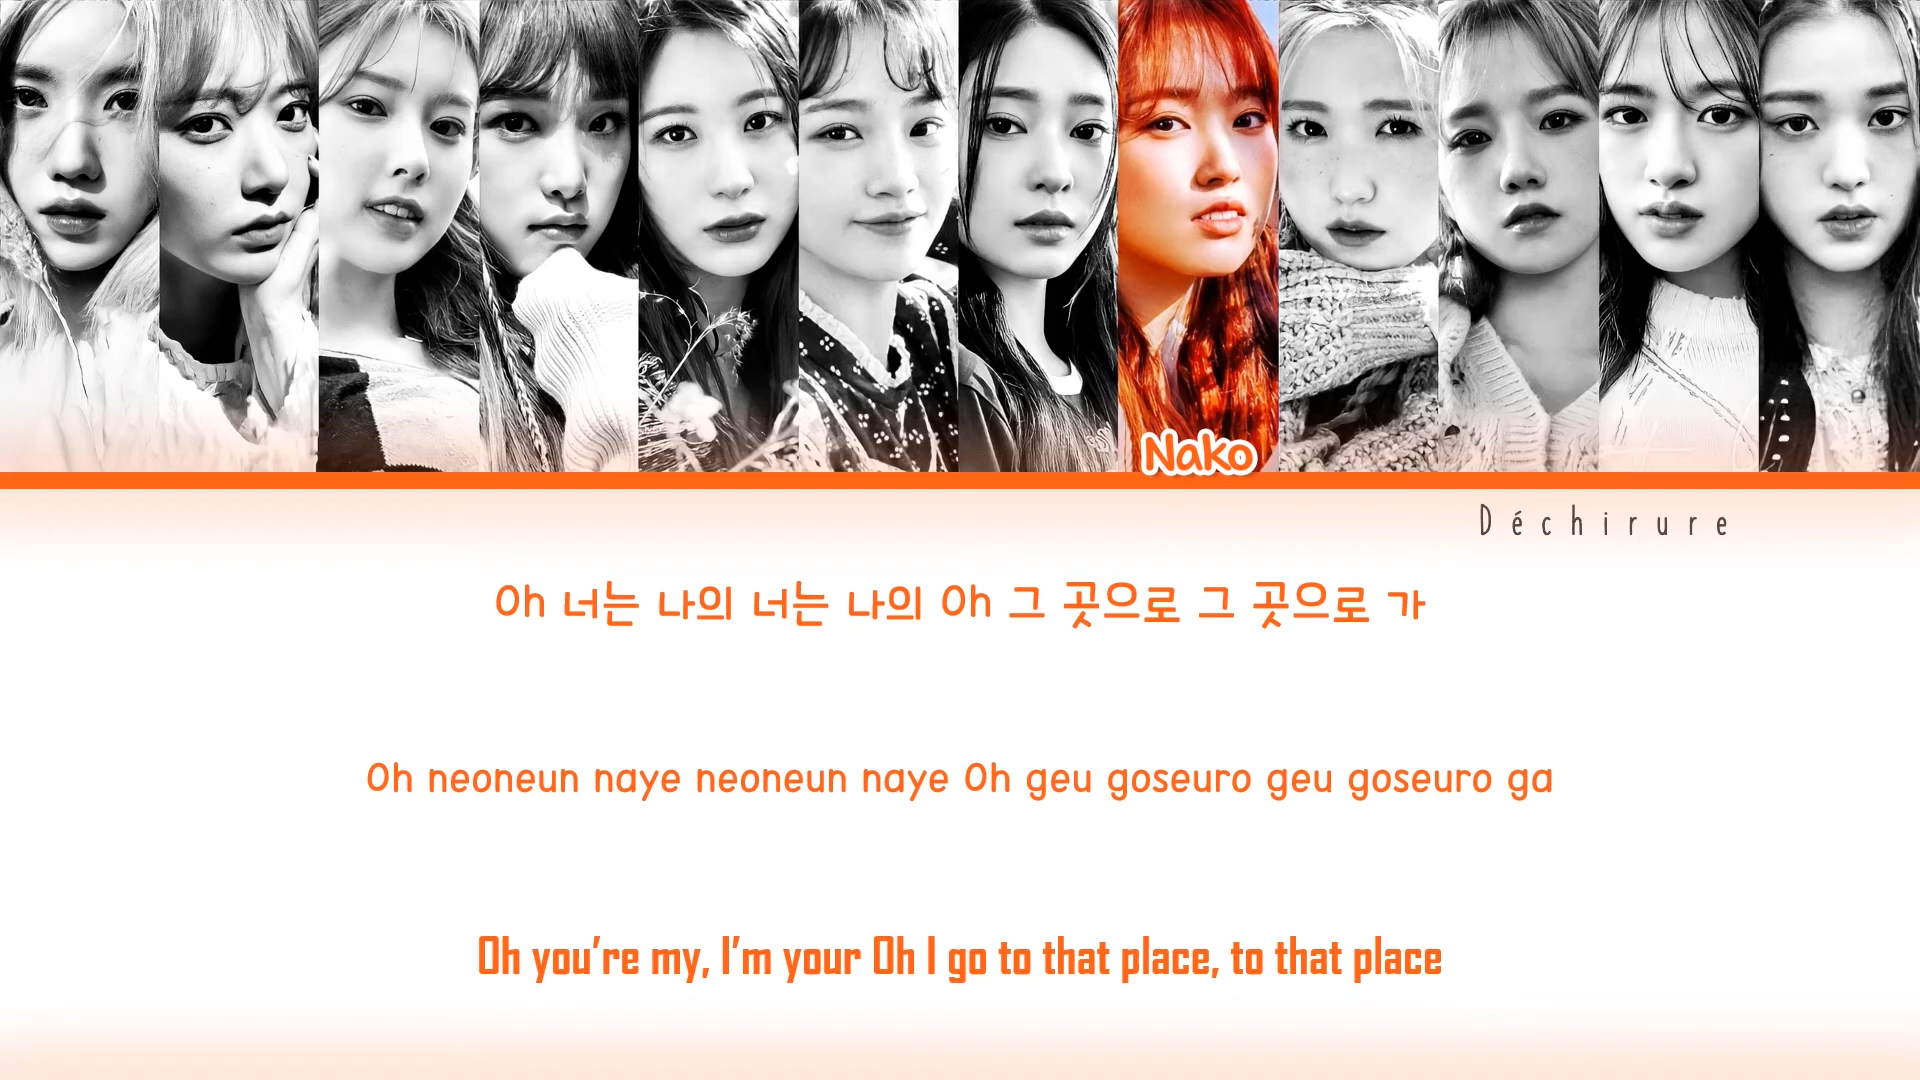 Nako
Déchirure
Oh 너는 나의 너는 나의 Oh 그 곳으로 그 곳으로 가
Oh neoneun naye neoneun naye Oh geu goseuro geu goseuro ga
Oh you’re my, I’m your Oh I go to that place, to that place